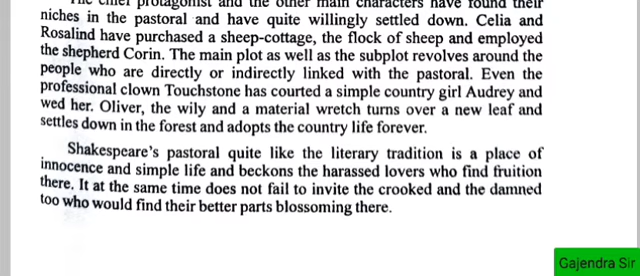 The chief protagonist and the other main characters have found their
niches in the pastoral and have quite willingly settled down. Celia and
Rosalind have purchased a sheep-cottage, the flock of sheep and employed
the shepherd Corin. The main plot as well as the subplot revolves around the
people who are directly or indirectly linked with the pastoral. Even the
professional clown Touchstone has courted a simple country girl Audrey and
wed her. Oliver, the wily and a material wretch turns over a new leaf and
settles down in the forest and adopts the country life forever.
Shakespeare's pastoral quite like the literary tradition is a place of
innocence and simple life and beckons the harassed lovers who find fruition
there. It at the same time does not fail to invite the crooked and the damned
too who would find their better parts blossoming there.
Gajendra Sir